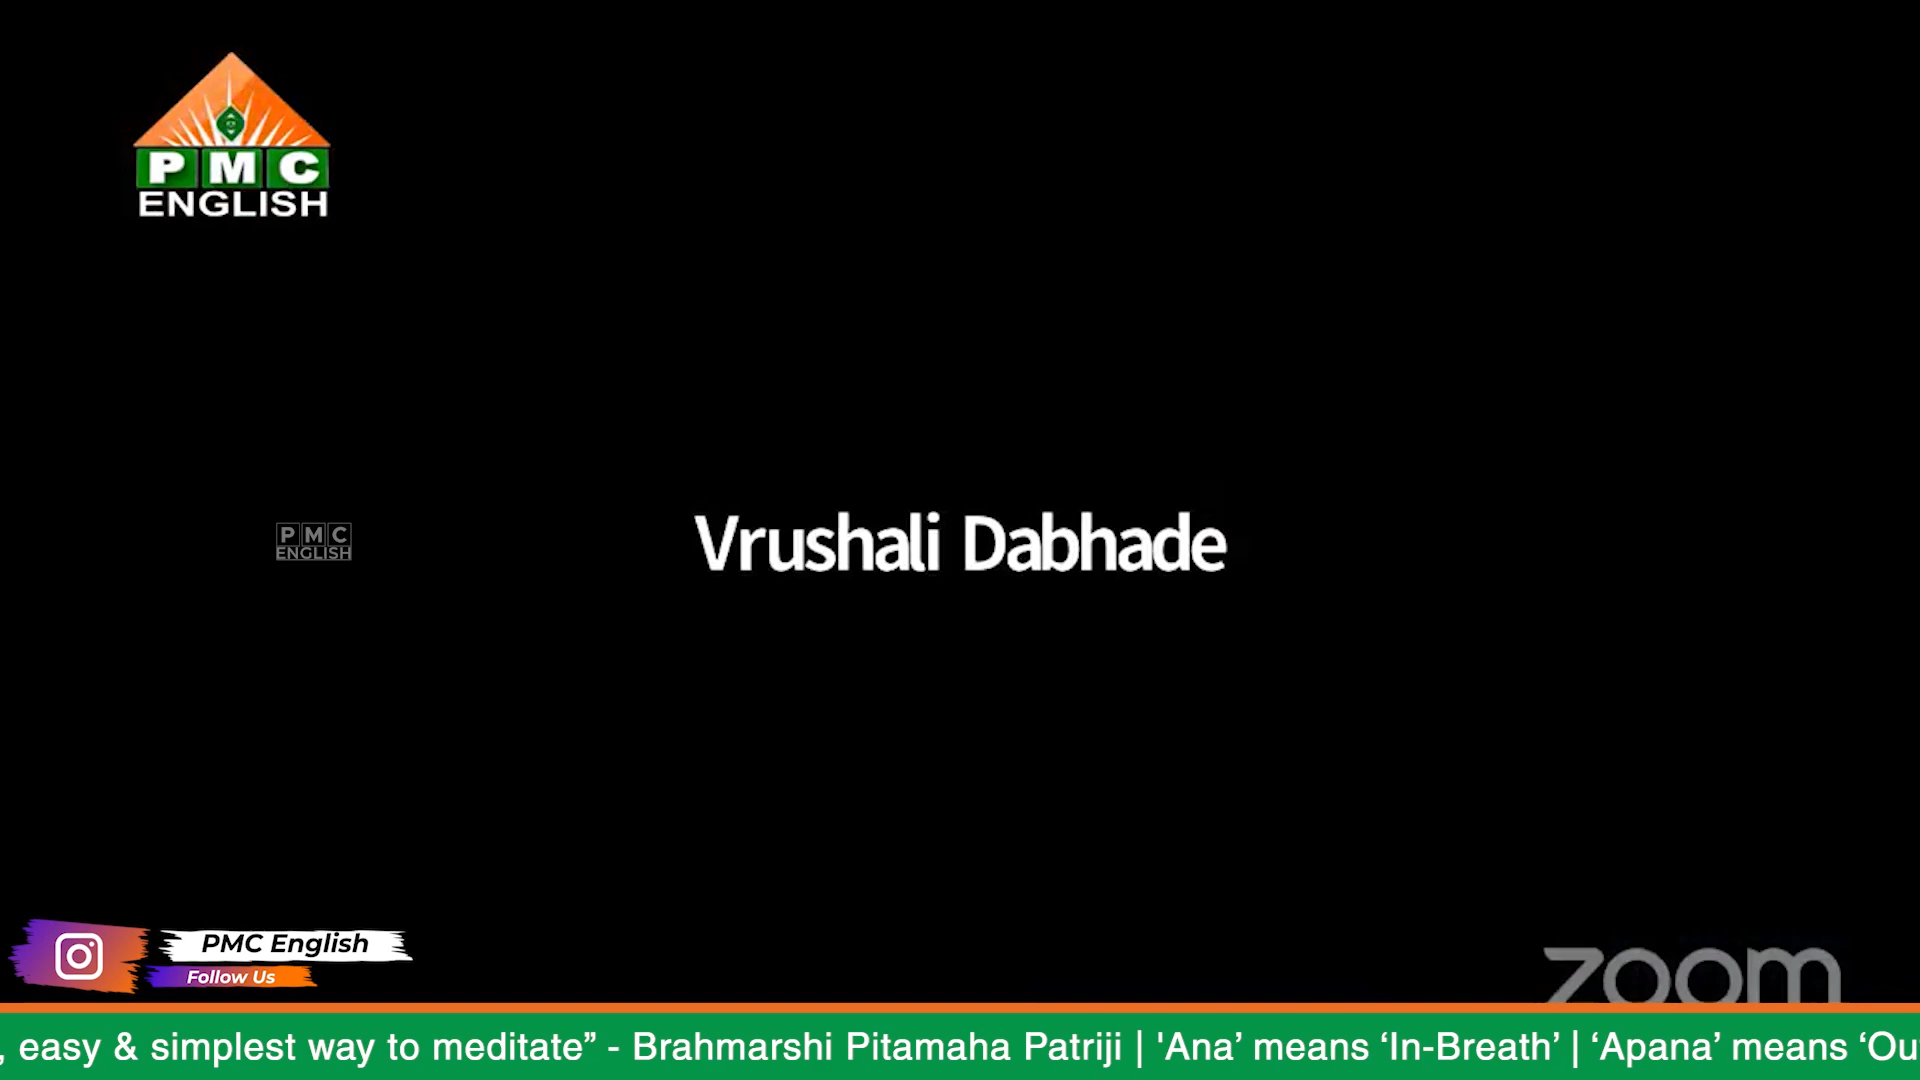 PMC
ENGLISH
PMC
ENGLISH
Vrushali Dabhade
PMC English
Follow Us
zoom
, easy & simplest way to meditate” - Brahmarshi Pitamaha Patriji | 'Ana’ means ‘In-Breath’ | ‘Apana’ means ‘Ou